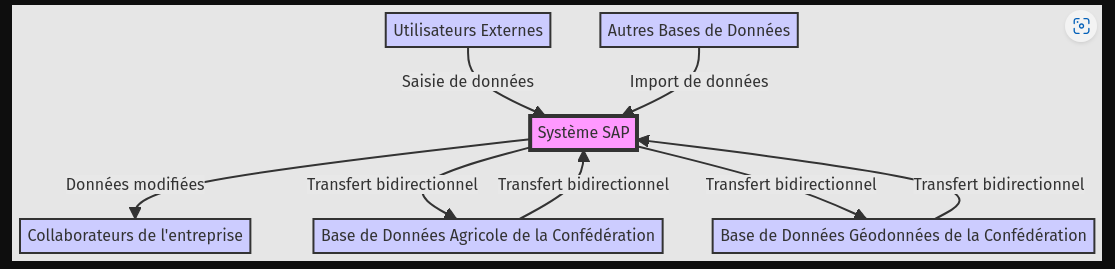 Utilisateurs Externes
Autres Bases de Données
Saisie de données
Import de données
Système SAP
Données modifiées
Transfert bidirectionnel
Transfert bidirectionnel
Transfert bidirectionnel
Transfert bidirectionnel
Collaborateurs de l'entreprise
Base de Données Agricole de la Confédération
Base de Données Géodonnées de la Confédération